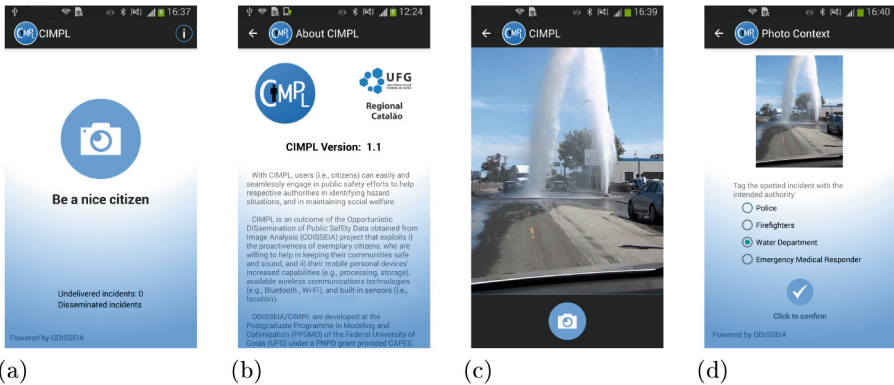 16:37
CMPL CIMPL
i
Be a nice citizen
Undelivered incidents: 0
Disseminated incidents
Powered by ODISSEIA
(a)
12:24
CMPL About CIMPL
CMPL
UFG
Regional
Catalão
CIMPL Version: 1.1
With CIMPL, users (i.e., citizens) can easily and
seamlessly engage in public safety efforts to help
respective authorities in identifying hazard
situations, and in maintaining social welfare.
CIMPL is an outcome of the Opportunistic
DISsemination of Public SafEty Data obtained from
Image Analysis (ODISSEIA) project that exploits i)
the proactiveness of exemplary citizens, who are
willing to help in keeping their communities safe
and sound, and ii) their mobile personal devices'
increased capabilities (e.g., processing, storage),
available wireless communications technologies
(e.g., Bluetooth , Wi-Fi), and built-in sensors (i.e.,
location).
ODISSEIA/CIMPL are developed at the
Postgraduate Programme in Modeling and
Optimization (PPGMO) of the Federal University of
Goiás (UFG) under a PNPD grant provided CAPES.
(b)
16:39
CMPL CIMPL
(c)
16:40
CMPL Photo Context
Tag the spotted incident with the
intended authority:
Police
Firefighters
Water Department
Emergency Medical Responder
Click to confirm
Powered by ODISSEIA
(d)